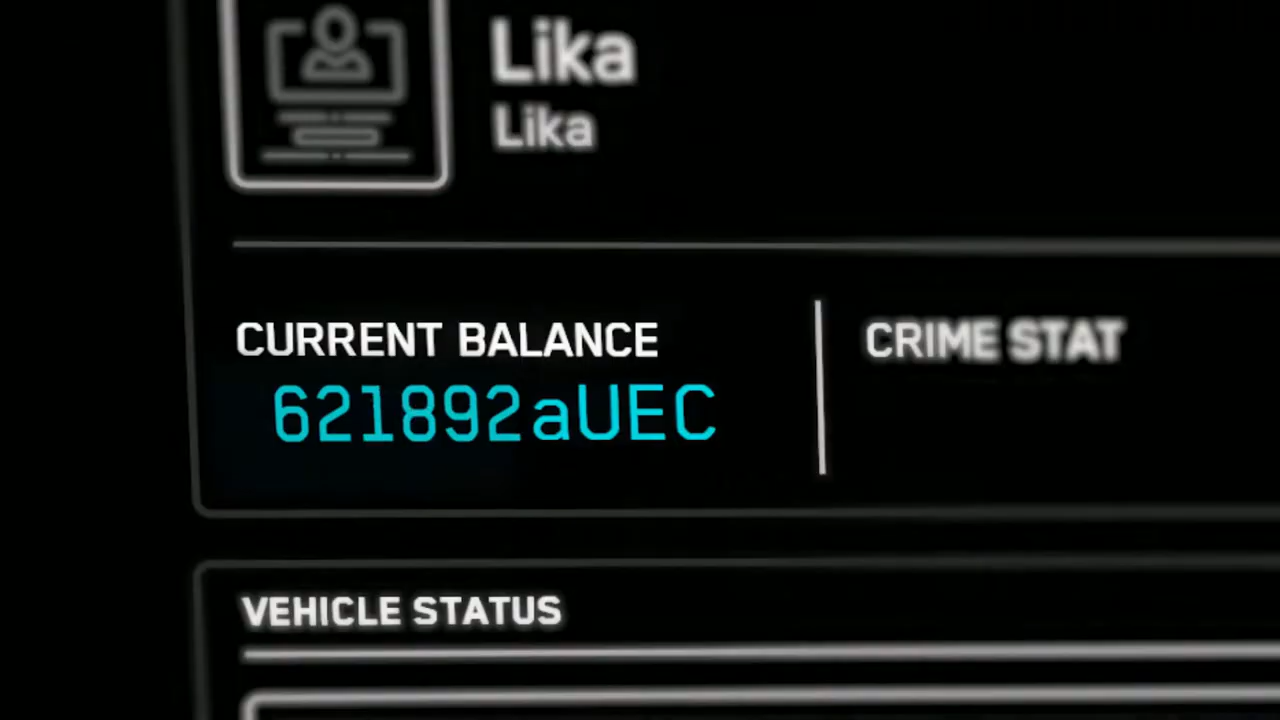 Lika
Lika
CURRENT BALANCE
621892aUEC
CRIME STAT
VEHICLE STATUS